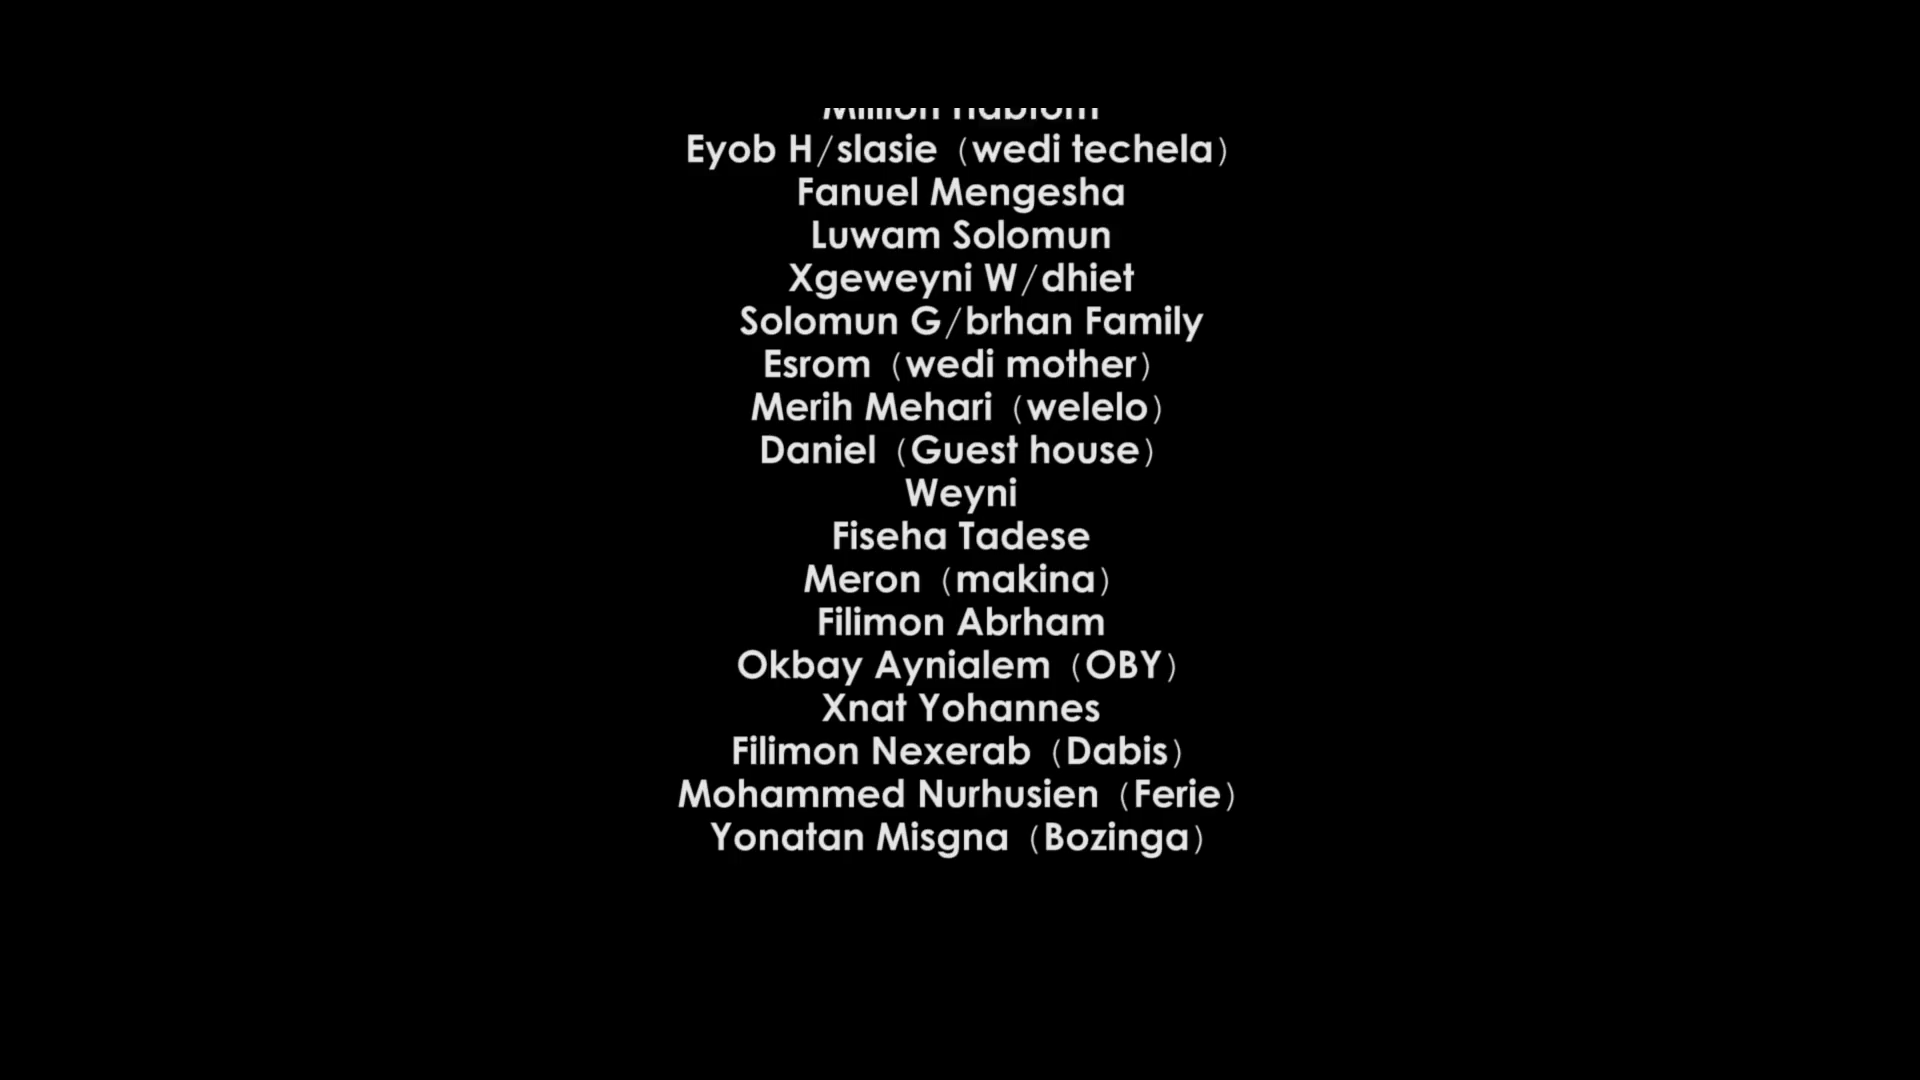 Million Habtom
Eyob H/slasie (wedi techela)
Fanuel Mengesha
Luwam Solomun
Xgeweyni W/dhiet
Solomun G/brhan Family
Esrom (wedi mother)
Merih Mehari (welelo)
Daniel (Guest house)
Weyni
Fiseha Tadese
Meron (makina)
Filimon Abrham
Okbay Aynialem (OBY)
Xnat Yohannes
Filimon Nexerab (Dabis)
Mohammed Nurhusien (Ferie)
Yonatan Misgna (Bozinga)